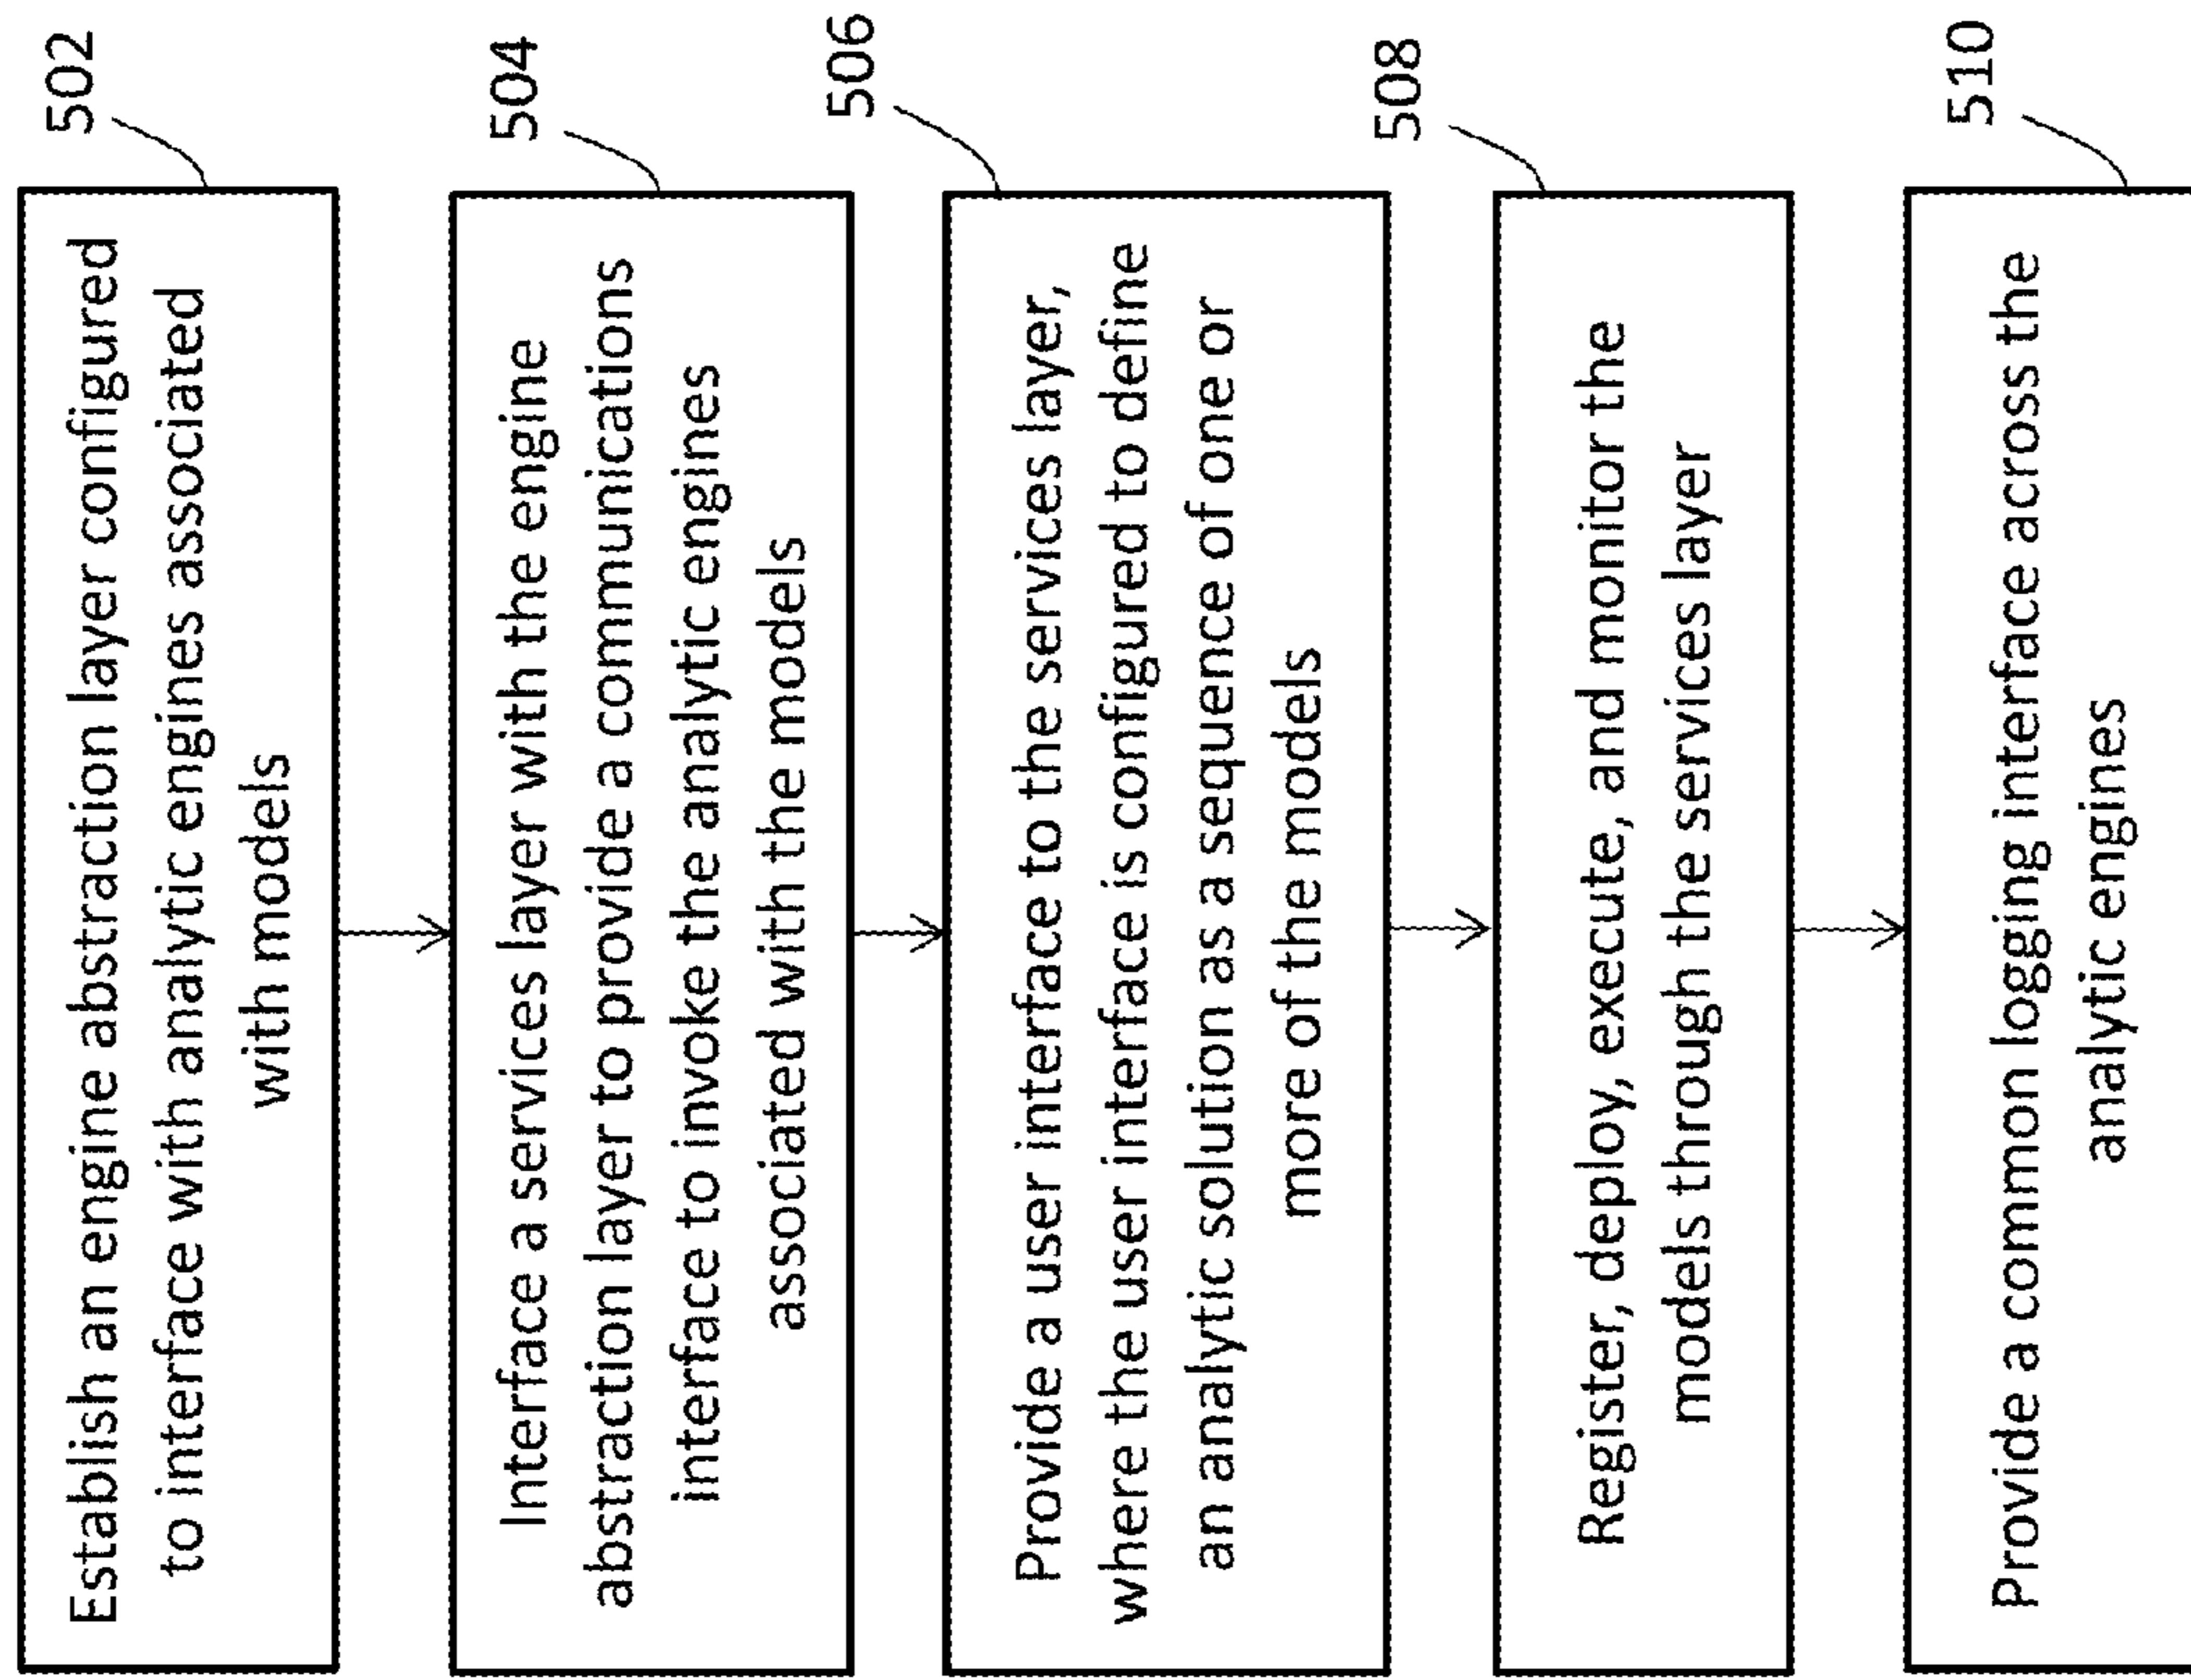 502
Establish an engine abstraction layer configured
to interface with analytic engines associated
with models
504
Interface a services layer with the engine
abstraction layer to provide a communications
interface to invoke the analytic engines
associated with the models
506
Provide a user interface to the services layer,
where the user interface is configured to define
an analytic solution as a sequence of one or
more of the models
508
Register, deploy, execute, and monitor the
models through the services layer
510
Provide a common logging interface across the
analytic engines